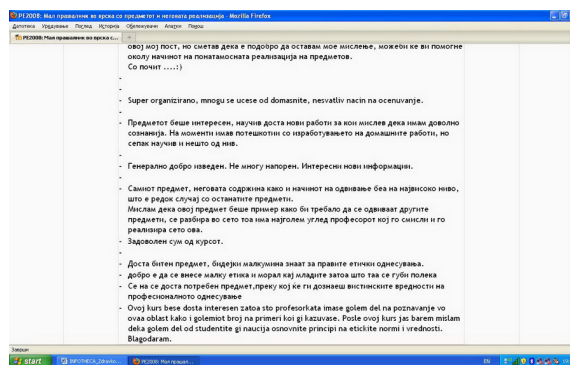 PE2008: Мал прашалник во врска со предметот и неговата реализација - Mozilla Firefox
Датотека Уредување Поглед Историја Обележувачи Алатки Помош
PE2008: Мал прашалник во врска с...
овој мој пост, но сметав дека е подобро да оставам мое мислење, можеби ке ви помогне
околу начинот на понатамосната реализација на предметов.
Со почит ....:)
-
-
- Super organizirano, mnogu se ucese od domasnite, nesvatliv nacin na ocenuvanje.
-
- Предметот беше интересен, научив доста нови работи за кои мислев дека имам доволно
сознанија. На моменти имав потешкотии со изработувањето на домашните работи, но
сепак научив и нешто од нив.
-
- Генерално добро изведен. Не многу напорен. Интересни нови информации.
-
- Самиот предмет, неговата содржина како и начинот на одвивање беа на највисоко ниво,
што е редок случај со останатите предмети.
Мислам дека овој предмет беше пример како би требало да се одвиваат другите
предмети, се разбира во сето тоа има најголем углед професорот кој го смисли и го
реализира сето ова.
- Задоволен сум од курсот.
-
- Доста битен предмет, бидејки малкумина знаат за правите етички однесувања.
- добро е да се внесе малку етика и морал кај младите затоа што таа се губи полека
- Се на се доста потребен предмет,преку кој ќе ги дознаеш вистинските вредности на
професионалното однесување
- Ovoj kurs bese dosta interesen zatoa sto profesorkata imase golem del na poznavanje vo
ovaa oblast kako i golemiot broj na primeri koi gi kazuvase. Posle ovoj kurs jas barem mislam
deka golem del od studentite gi naucija osnovnite principi na etickite normi i vrednosti.
Blagodaram.
Завршен
start
INFOTHECA_Zdravko...
PE2008: Мал прашал...
EN